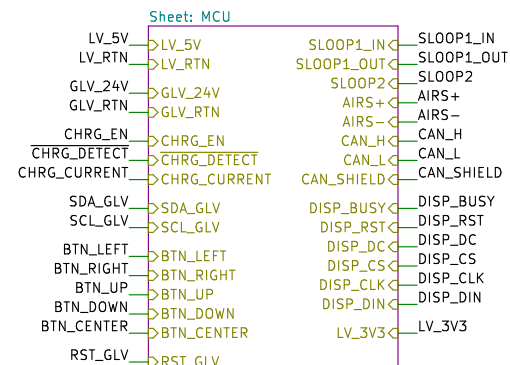 Sheet: MCU
LV_5V LV_5V SLOOP1_IN SLOOP1_IN
LV_RTN LV_RTN SLOOP1_OUT SLOOP1_OUT
SLOOP2 SLOOP2
GLV_24V GLV_24V AIRS+ AIRS+
GLV_RTN GLV_RTN AIRS- AIRS-
CHRG_EN CHRG_EN CAN_H CAN_H
CHRG_DETECT CHRG_DETECT CAN_L CAN_L
CHRG_CURRENT CHRG_CURRENT CAN_SHIELD CAN_SHIELD
SDA_GLV SDA_GLV DISP_BUSY DISP_BUSY
SCL_GLV SCL_GLV DISP_RST DISP_RST
BTN_LEFT BTN_LEFT DISP_DC DISP_DC
BTN_RIGHT BTN_RIGHT DISP_CS DISP_CS
BTN_UP BTN_UP DISP_CLK DISP_CLK
BTN_DOWN BTN_DOWN DISP_DIN DISP_DIN
BTN_CENTER BTN_CENTER LV_3V3 LV_3V3
RST_GLV RST_GLV